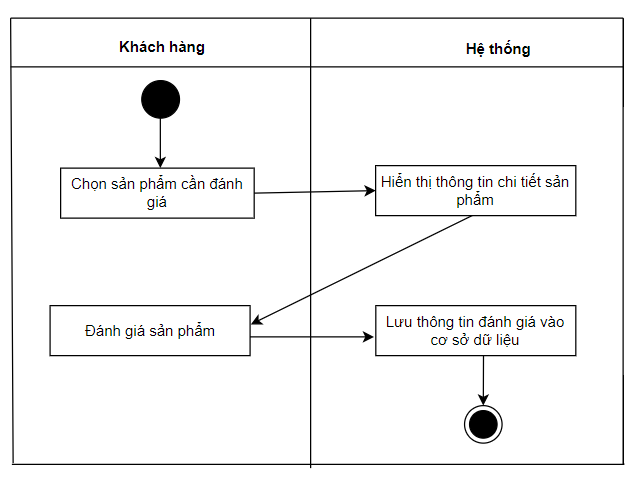 Khách hàng
Hệ thống
Chọn sản phẩm cần đánh
giá
Hiển thị thông tin chi tiết sản
phẩm
Đánh giá sản phẩm
Lưu thông tin đánh giá vào
cơ sở dữ liệu